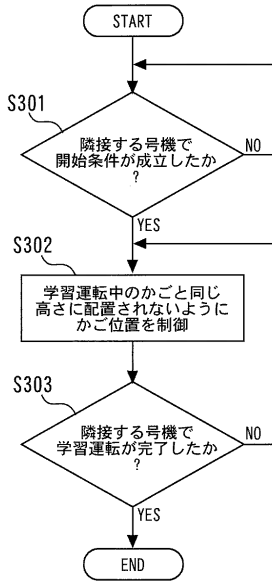 START
S301
隣接する号機で
開始条件が成立したか
?
NO
YES
S302
学習運転中のかごと同じ
高さに配置されないように
かご位置を制御
S303
隣接する号機で
学習運転が完了したか
?
NO
YES
END